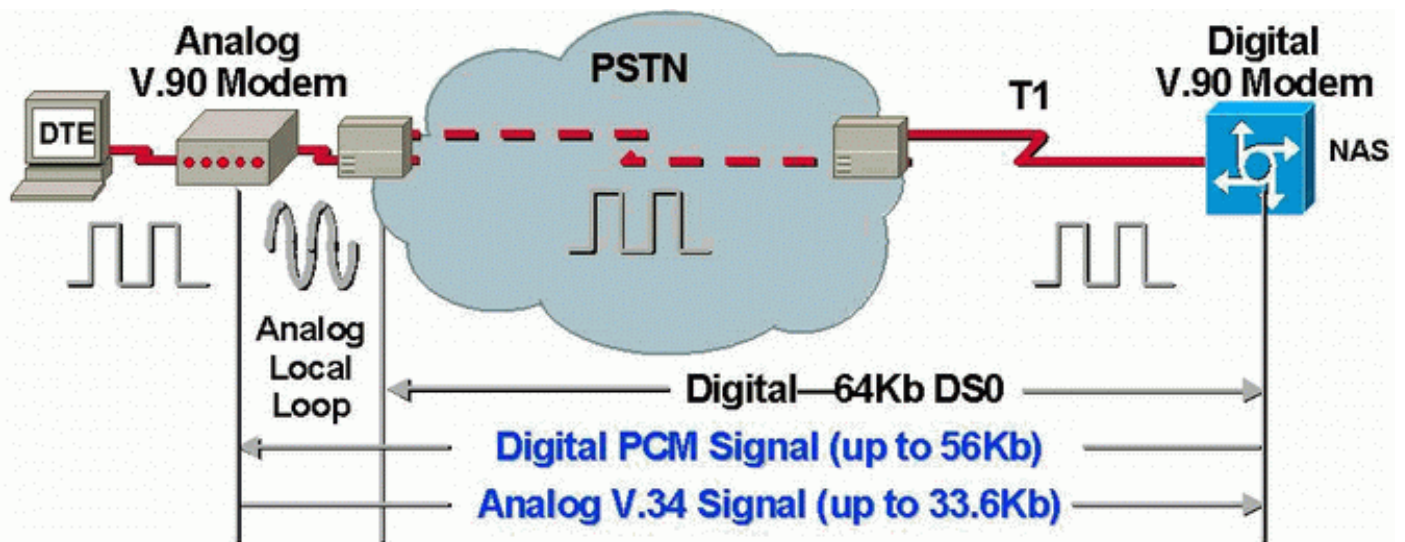 Analog
V.90 Modem
PSTN
Digital
V.90 Modem
T1
DTE
NAS
Analog
Local
Loop
Digital—64Kb DS0
Digital PCM Signal (up to 56Kb)
Analog V.34 Signal (up to 33.6Kb)